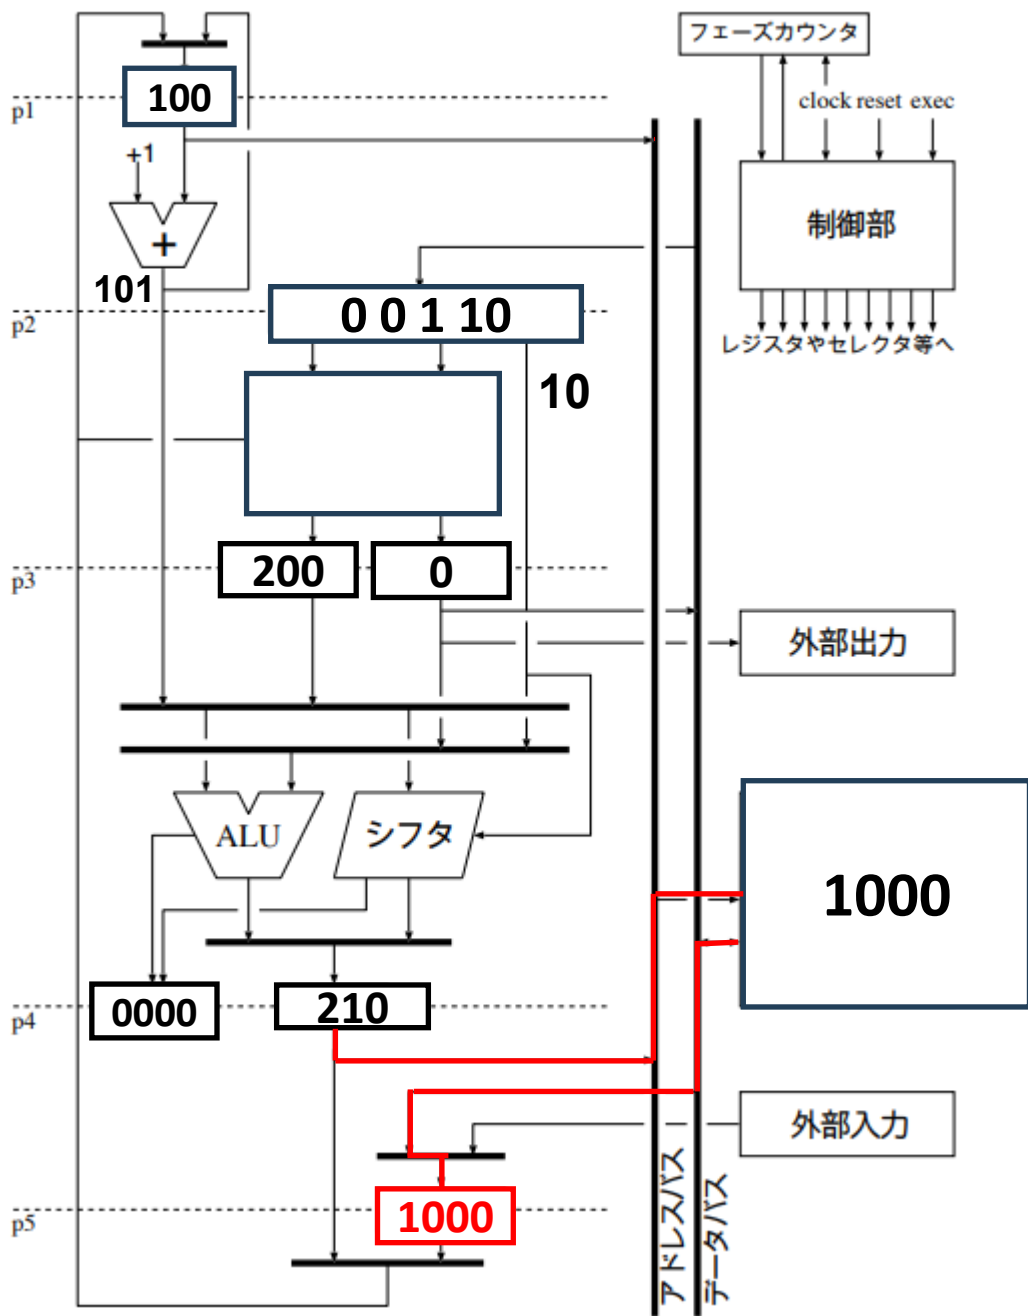 フェーズカウンタ
100
p1
clock reset exec
+1
制御部
+
101
0 0 1 10
p2
レジスタやセレクタ等へ
10
200
0
p3
外部出力
ALU
シフタ
1000
0000
210
p4
外部入力
アドレスバス
データバス
1000
p5